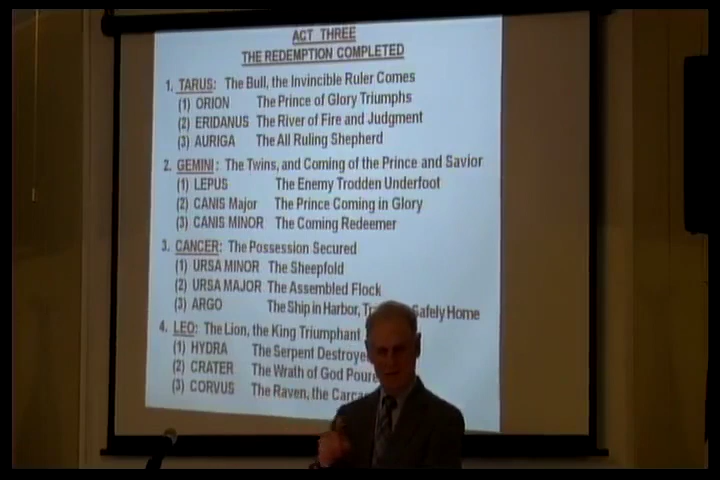 ACT THREE
THE REDEMPTION COMPLETED
1. TARUS: The Bull, the Invincible Ruler Comes
(1) ORION The Prince of Glory Triumphs
(2) ERIDANUS The River of Fire and Judgment
(3) AURIGA The All Ruling Shepherd
2. GEMINI: The Twins, and Coming of the Prince and Savior
(1) LEPUS The Enemy Trodden Underfoot
(2) CANIS Major The Prince Coming in Glory
(3) CANIS MINOR The Coming Redeemer
3. CANCER: The Possession Secured
(1) URSA MINOR The Sheepfold
(2) URSA MAJOR The Assembled Flock
(3) ARGO The Ship in Harbor, Safely Home
4. LEO: The Lion, the King Triumphant
(1) HYDRA The Serpent
(2) CRATER The Wrath of God
(3) CORVUS The Raven, the